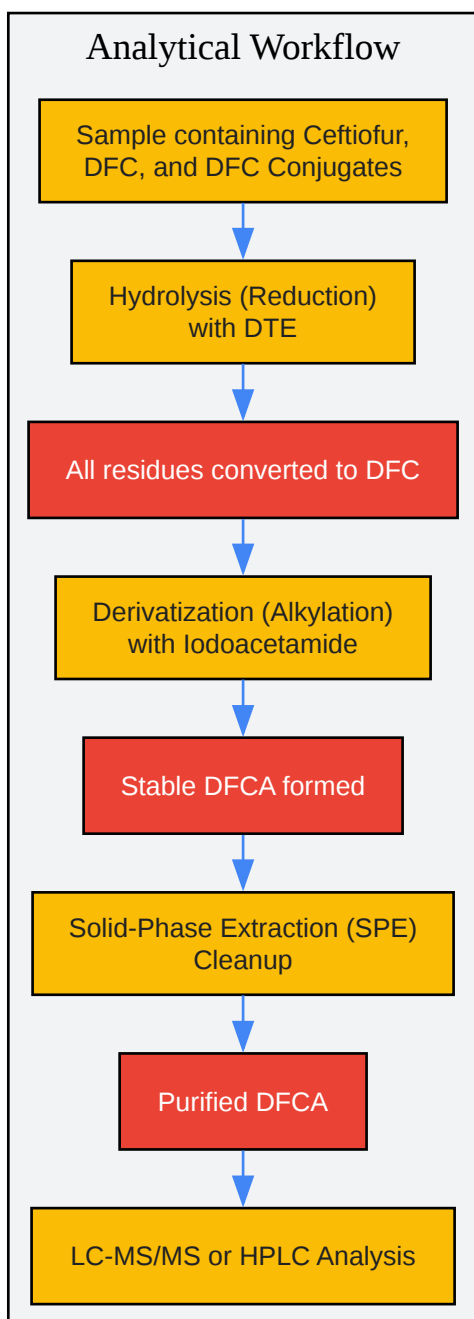 Analytical Workflow
Sample containing Ceftiofur,
DFC, and DFC Conjugates
Hydrolysis (Reduction)
with DTE
All residues converted to DFC
Derivatization (Alkylation)
with Iodoacetamide
Stable DFCA formed
Solid-Phase Extraction (SPE)
Cleanup
Purified DFCA
LC-MS/MS or HPLC Analysis